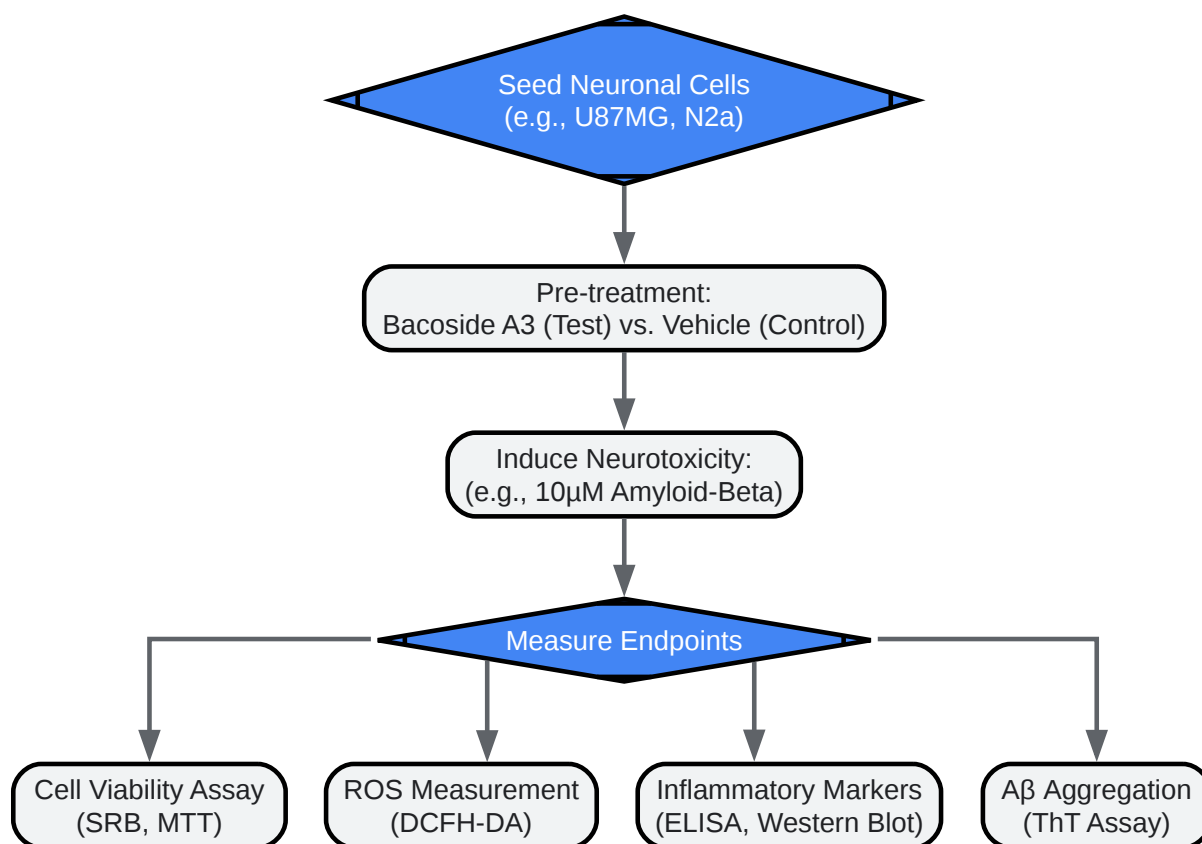 Seed Neuronal Cells
(e.g., U87MG, N2a)
Pre-treatment:
Bacoside A3 (Test) vs. Vehicle (Control)
Induce Neurotoxicity:
(e.g., 10µM Amyloid-Beta)
Measure Endpoints
Cell Viability Assay
(SRB, MTT)
ROS Measurement
(DCFH-DA)
Inflammatory Markers
(ELISA, Western Blot)
Aβ Aggregation
(ThT Assay)